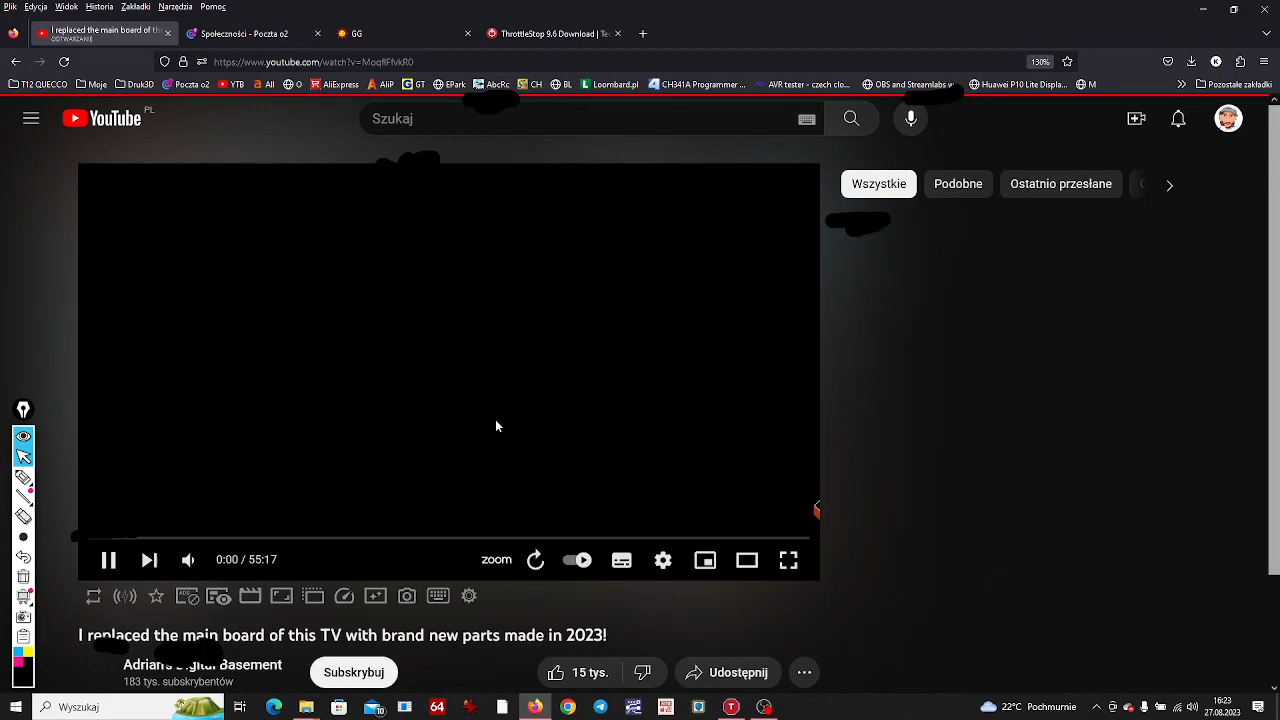 Plik Edycja Widok Historia Zakładki Narzędzia Pomoc
I replaced the main board of th
ODTWARZANIE
Społeczności - Poczta o2
GG
ThrottleStop 9.6 Download | Tec
https://www.youtube.com/watch?v=MoqflFfvkR0
130%
T12 QUECCO Moje Druk3D Poczta o2 YTB Ali O AliExpress AliP GT EPark AbcRc CH BL Loombard.pl CH341A Programmer ... AVR tester - czech clo... OBS and Streamlabs Huawei P10 Lite Displa... M Pozostałe zakładki
YouTube PL
Szukaj
Wszystkie Podobne Ostatnio przesłane
0:00 / 55:17
zoom
I replaced the main board of this TV with brand new parts made in 2023!
Adrian's Digital Basement
183 tys. subskrybentów
Subskrybuj
15 tys.
Udostępnij
Wyszukaj
64
22°C Pochmurnie
16:23
27.08.2023